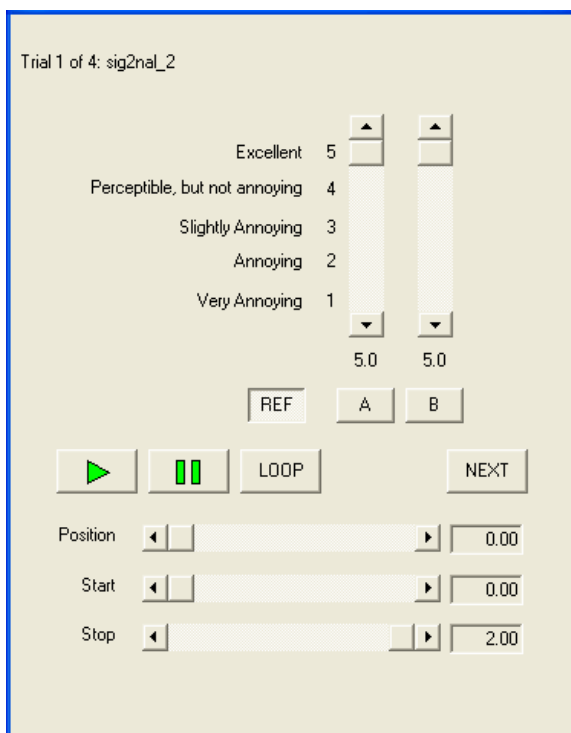 Trial 1 of 4: sig2nal_2
Excellent 5
Perceptible, but not annoying 4
Slightly Annoying 3
Annoying 2
Very Annoying 1
5.0 5.0
REF A B
LOOP NEXT
Position 0.00
Start 0.00
Stop 2.00